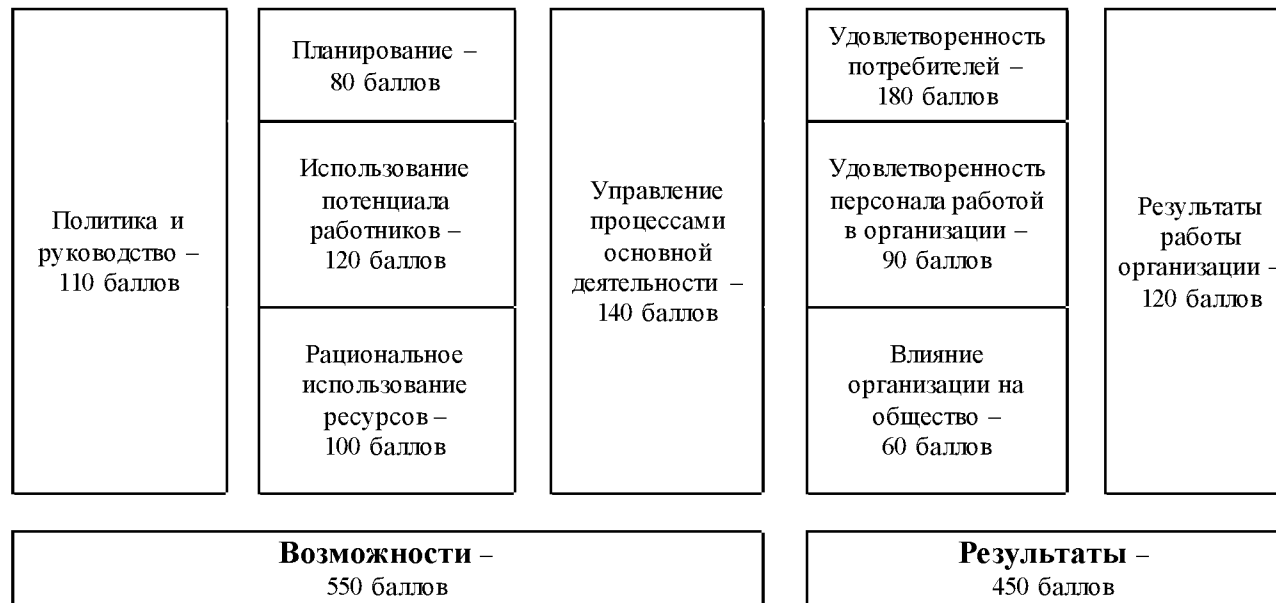 Политика и
руководство –
110 баллов
Планирование –
80 баллов
Использование
потенциала
работников –
120 баллов
Рациональное
использование
ресурсов –
100 баллов
Управление
процессами
основной
деятельности –
140 баллов
Удовлетворенность
потребителей –
180 баллов
Удовлетворенность
персонала работой
в организации –
90 баллов
Влияние
организации на
общество –
60 баллов
Результаты
работы
организации –
120 баллов
Возможности –
550 баллов
Результаты –
450 баллов